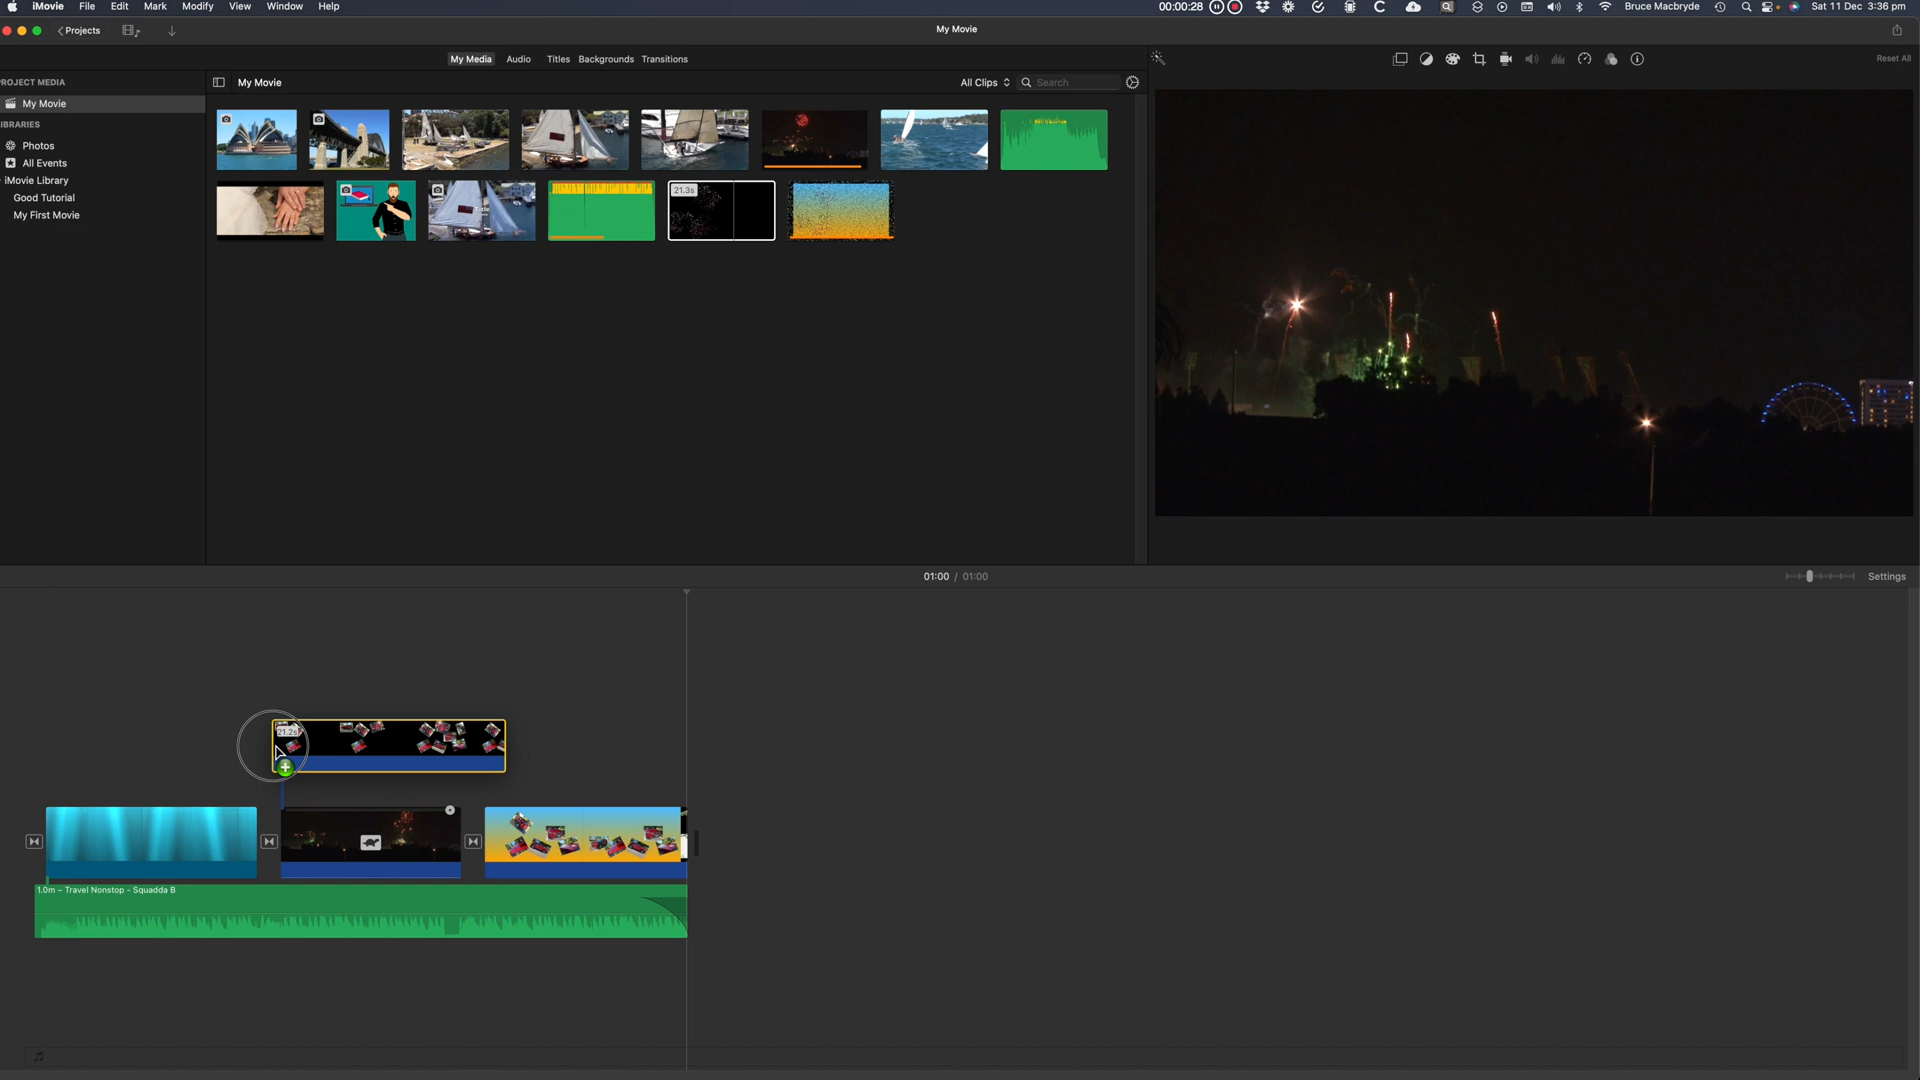 iMovie File Edit Mark Modify View Window Help 00:00:28 Bruce Macbryde Sat 11 Dec 3:36 pm
Projects My Movie
My Media Audio Titles Backgrounds Transitions Reset All
ROJECT MEDIA My Movie All Clips Search
My Movie
IBRARIES
Photos
All Events
iMovie Library
Good Tutorial
My First Movie
21.3s
01:00 / 01:00 Settings
21.2s
1.0m – Travel Nonstop - Squadda B